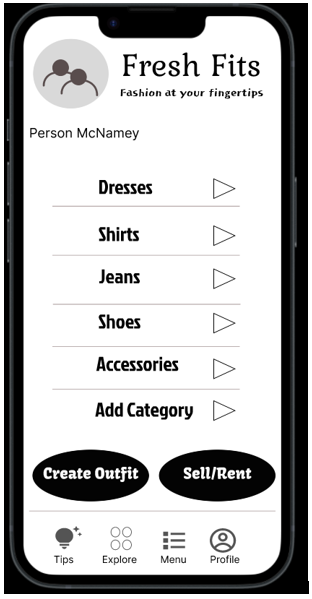 Fresh Fits
Fashion at your fingertips
Person McNamey
Dresses
Shirts
Jeans
Shoes
Accessories
Add Category
Create Outfit
Sell/Rent
Tips
Explore
Menu
Profile